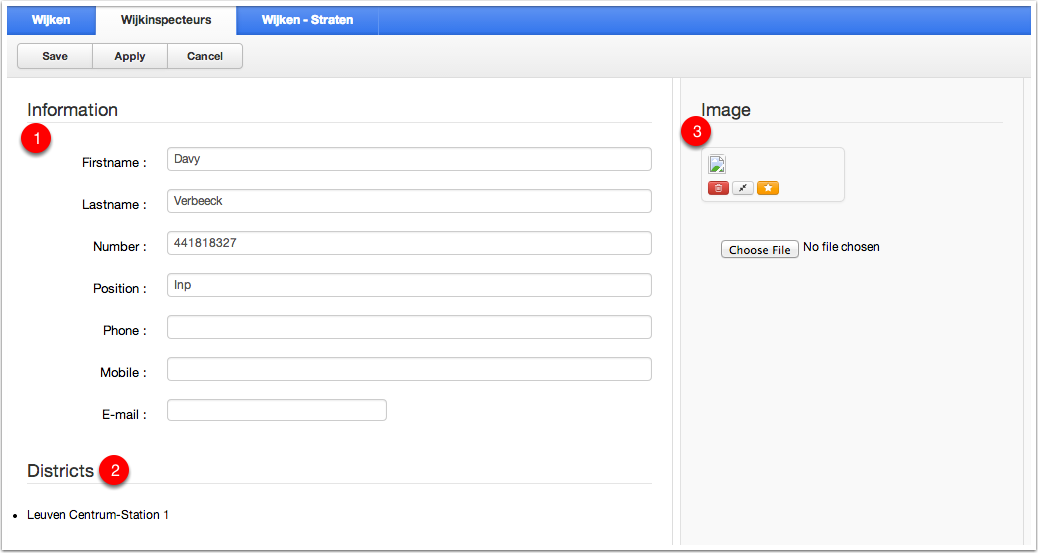 Wijken Wijkinspecteurs Wijken - Straten
Save Apply Cancel
Information
1
Firstname : Davy
Lastname : Verbeeck
Number : 441818327
Position : Inp
Phone :
Mobile :
E-mail :
Districts 2
Leuven Centrum-Station 1
Image
3
Choose File No file chosen